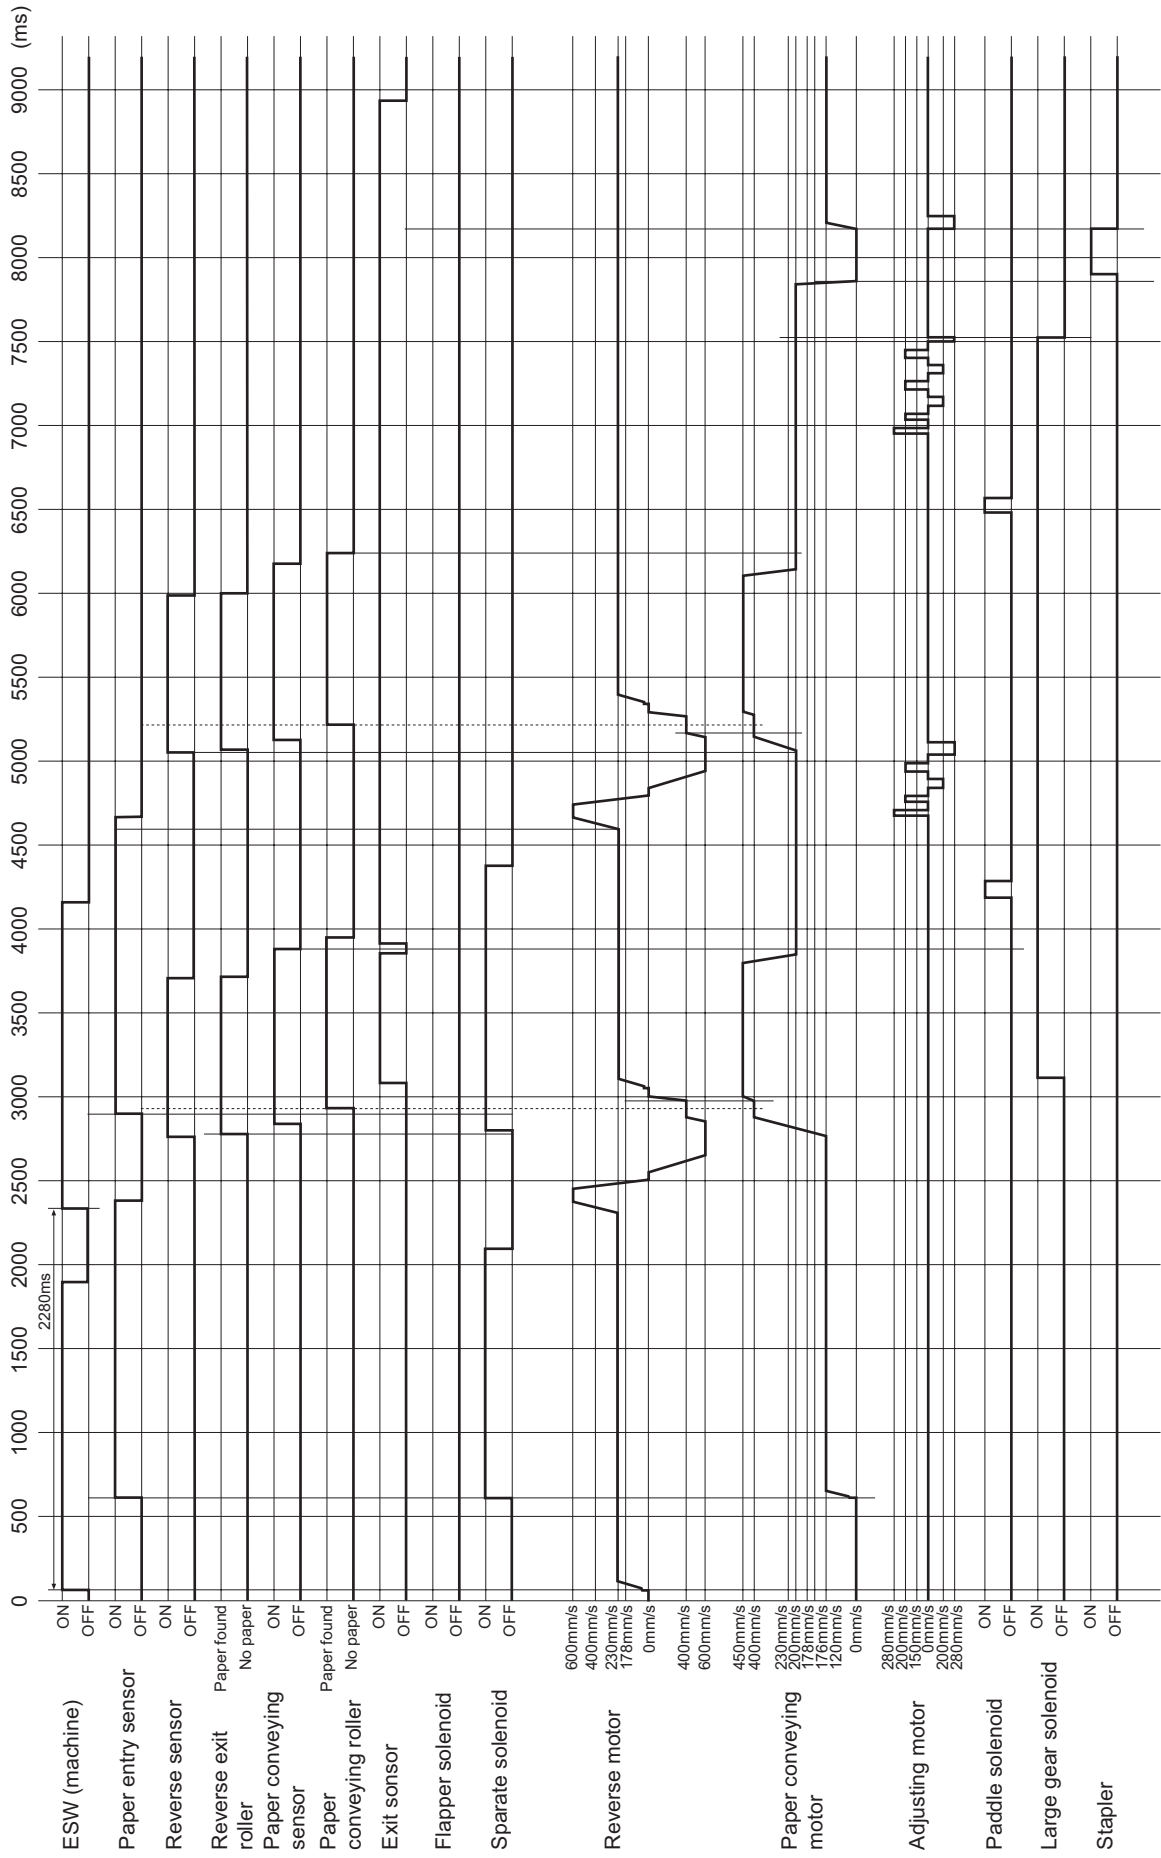 0 500 1000 1500 2000 2500 3000 3500 4000 4500 5000 5500 6000 6500 7000 7500 8000 8500 9000 (ms)
2280ms
ESW (machine)
ON
OFF
Paper entry sensor
ON
OFF
Reverse sensor
ON
OFF
Reverse exit
roller
Paper found
No paper
Paper conveying
sensor
ON
OFF
Paper
conveying roller
Paper found
No paper
Exit sonsor
ON
OFF
Flapper solenoid
ON
OFF
Sparate solenoid
ON
OFF
Reverse motor
600mm/s
400mm/s
230mm/s
178mm/s
0mm/s
400mm/s
600mm/s
Paper conveying
motor
450mm/s
400mm/s
230mm/s
200mm/s
178mm/s
176mm/s
120mm/s
0mm/s
Adjusting motor
280mm/s
200mm/s
150mm/s
0mm/s
200mm/s
280mm/s
Paddle solenoid
ON
OFF
Large gear solenoid
ON
OFF
Stapler
ON
OFF